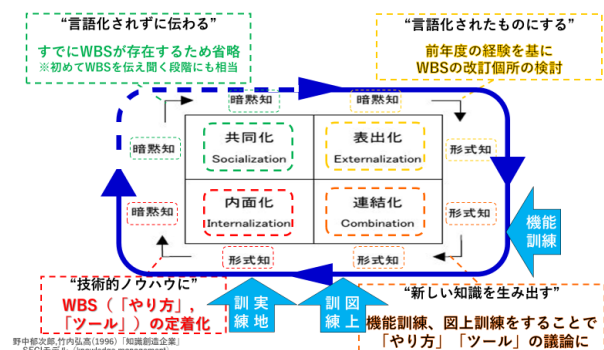 “言語化されずに伝わる”
すでにWBSが存在するため省略
※初めてWBSを伝え聞く段階にも相当
“言語化されたものにする”
前年度の経験を基に
WBSの改訂個所の検討
暗黙知
暗黙知
暗黙知
共同化
Socialization
表出化
Externalization
形式知
暗黙知
内面化
Internalization
連結化
Combination
形式知
形式知
形式知
機能
訓練
“技術的ノウハウに”
WBS（「やり方」,
「ツール」）の定着化
実地
訓練
図上
訓練
“新しい知識を生み出す”
機能訓練、図上訓練をすることで
「やり方」「ツール」の議論に
野中郁次郎,竹内弘高(1996)「知識創造企業」